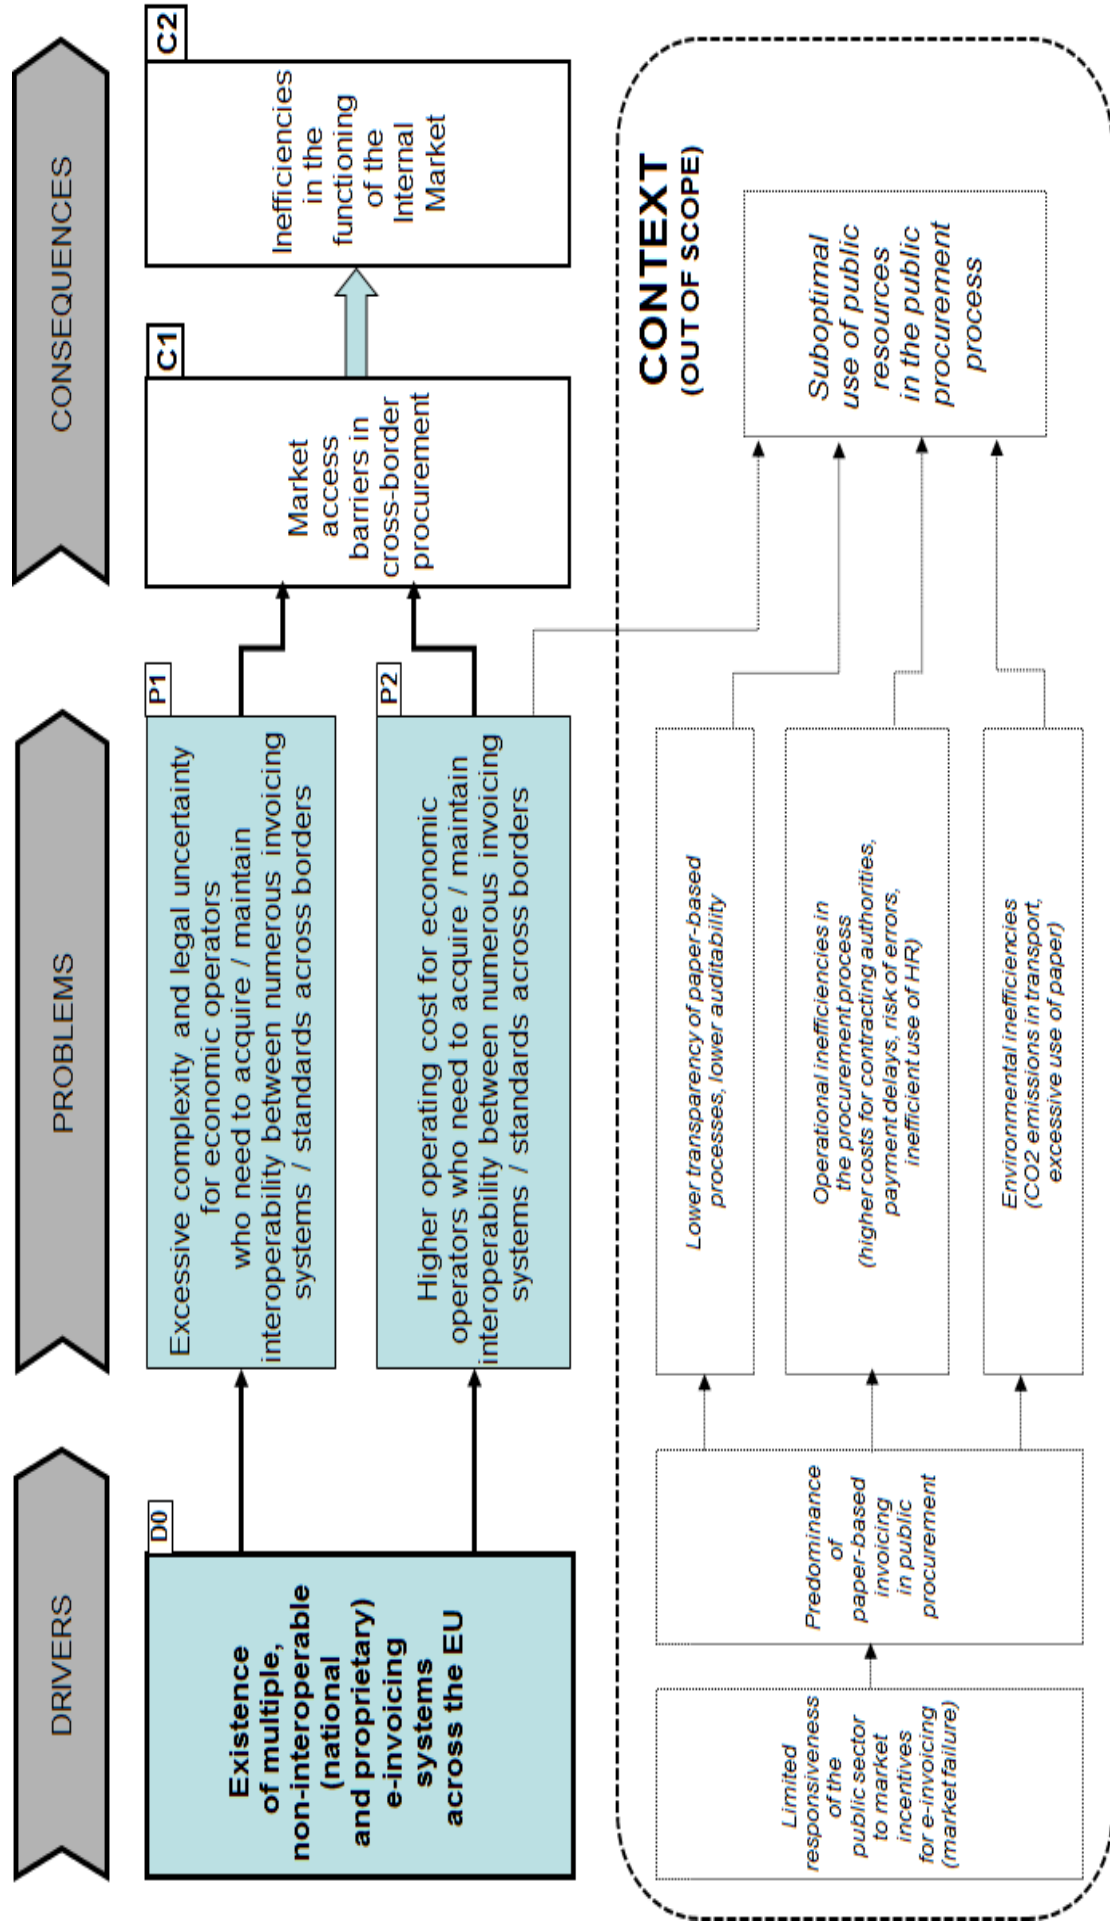 DRIVERS
PROBLEMS
CONSEQUENCES
D0
Existence
of multiple,
non-interoperable
(national
and proprietary)
e-invoicing
systems
across the EU
P1
Excessive complexity and legal uncertainty
for economic operators
who need to acquire / maintain
interoperability between numerous invoicing
systems / standards across borders
P2
Higher operating cost for economic
operators who need to acquire / maintain
interoperability between numerous invoicing
systems / standards across borders
C1
Market
access
barriers in
cross-border
procurement
C2
Inefficiencies
in the
functioning
of the
Internal
Market
CONTEXT
(OUT OF SCOPE)
Limited
responsiveness
of the
public sector
to market
incentives
for e-invoicing
(market failure)
Predominance
of
paper-based
invoicing
in public
procurement
Lower transparency of paper-based
processes, lower auditability
Operational inefficiencies in
the procurement process
(higher costs for contracting authorities,
payment delays, risk of errors,
inefficient use of HR)
Environmental inefficiencies
(CO2 emissions in transport,
excessive use of paper)
Suboptimal
use of public
resources
in the public
procurement
process